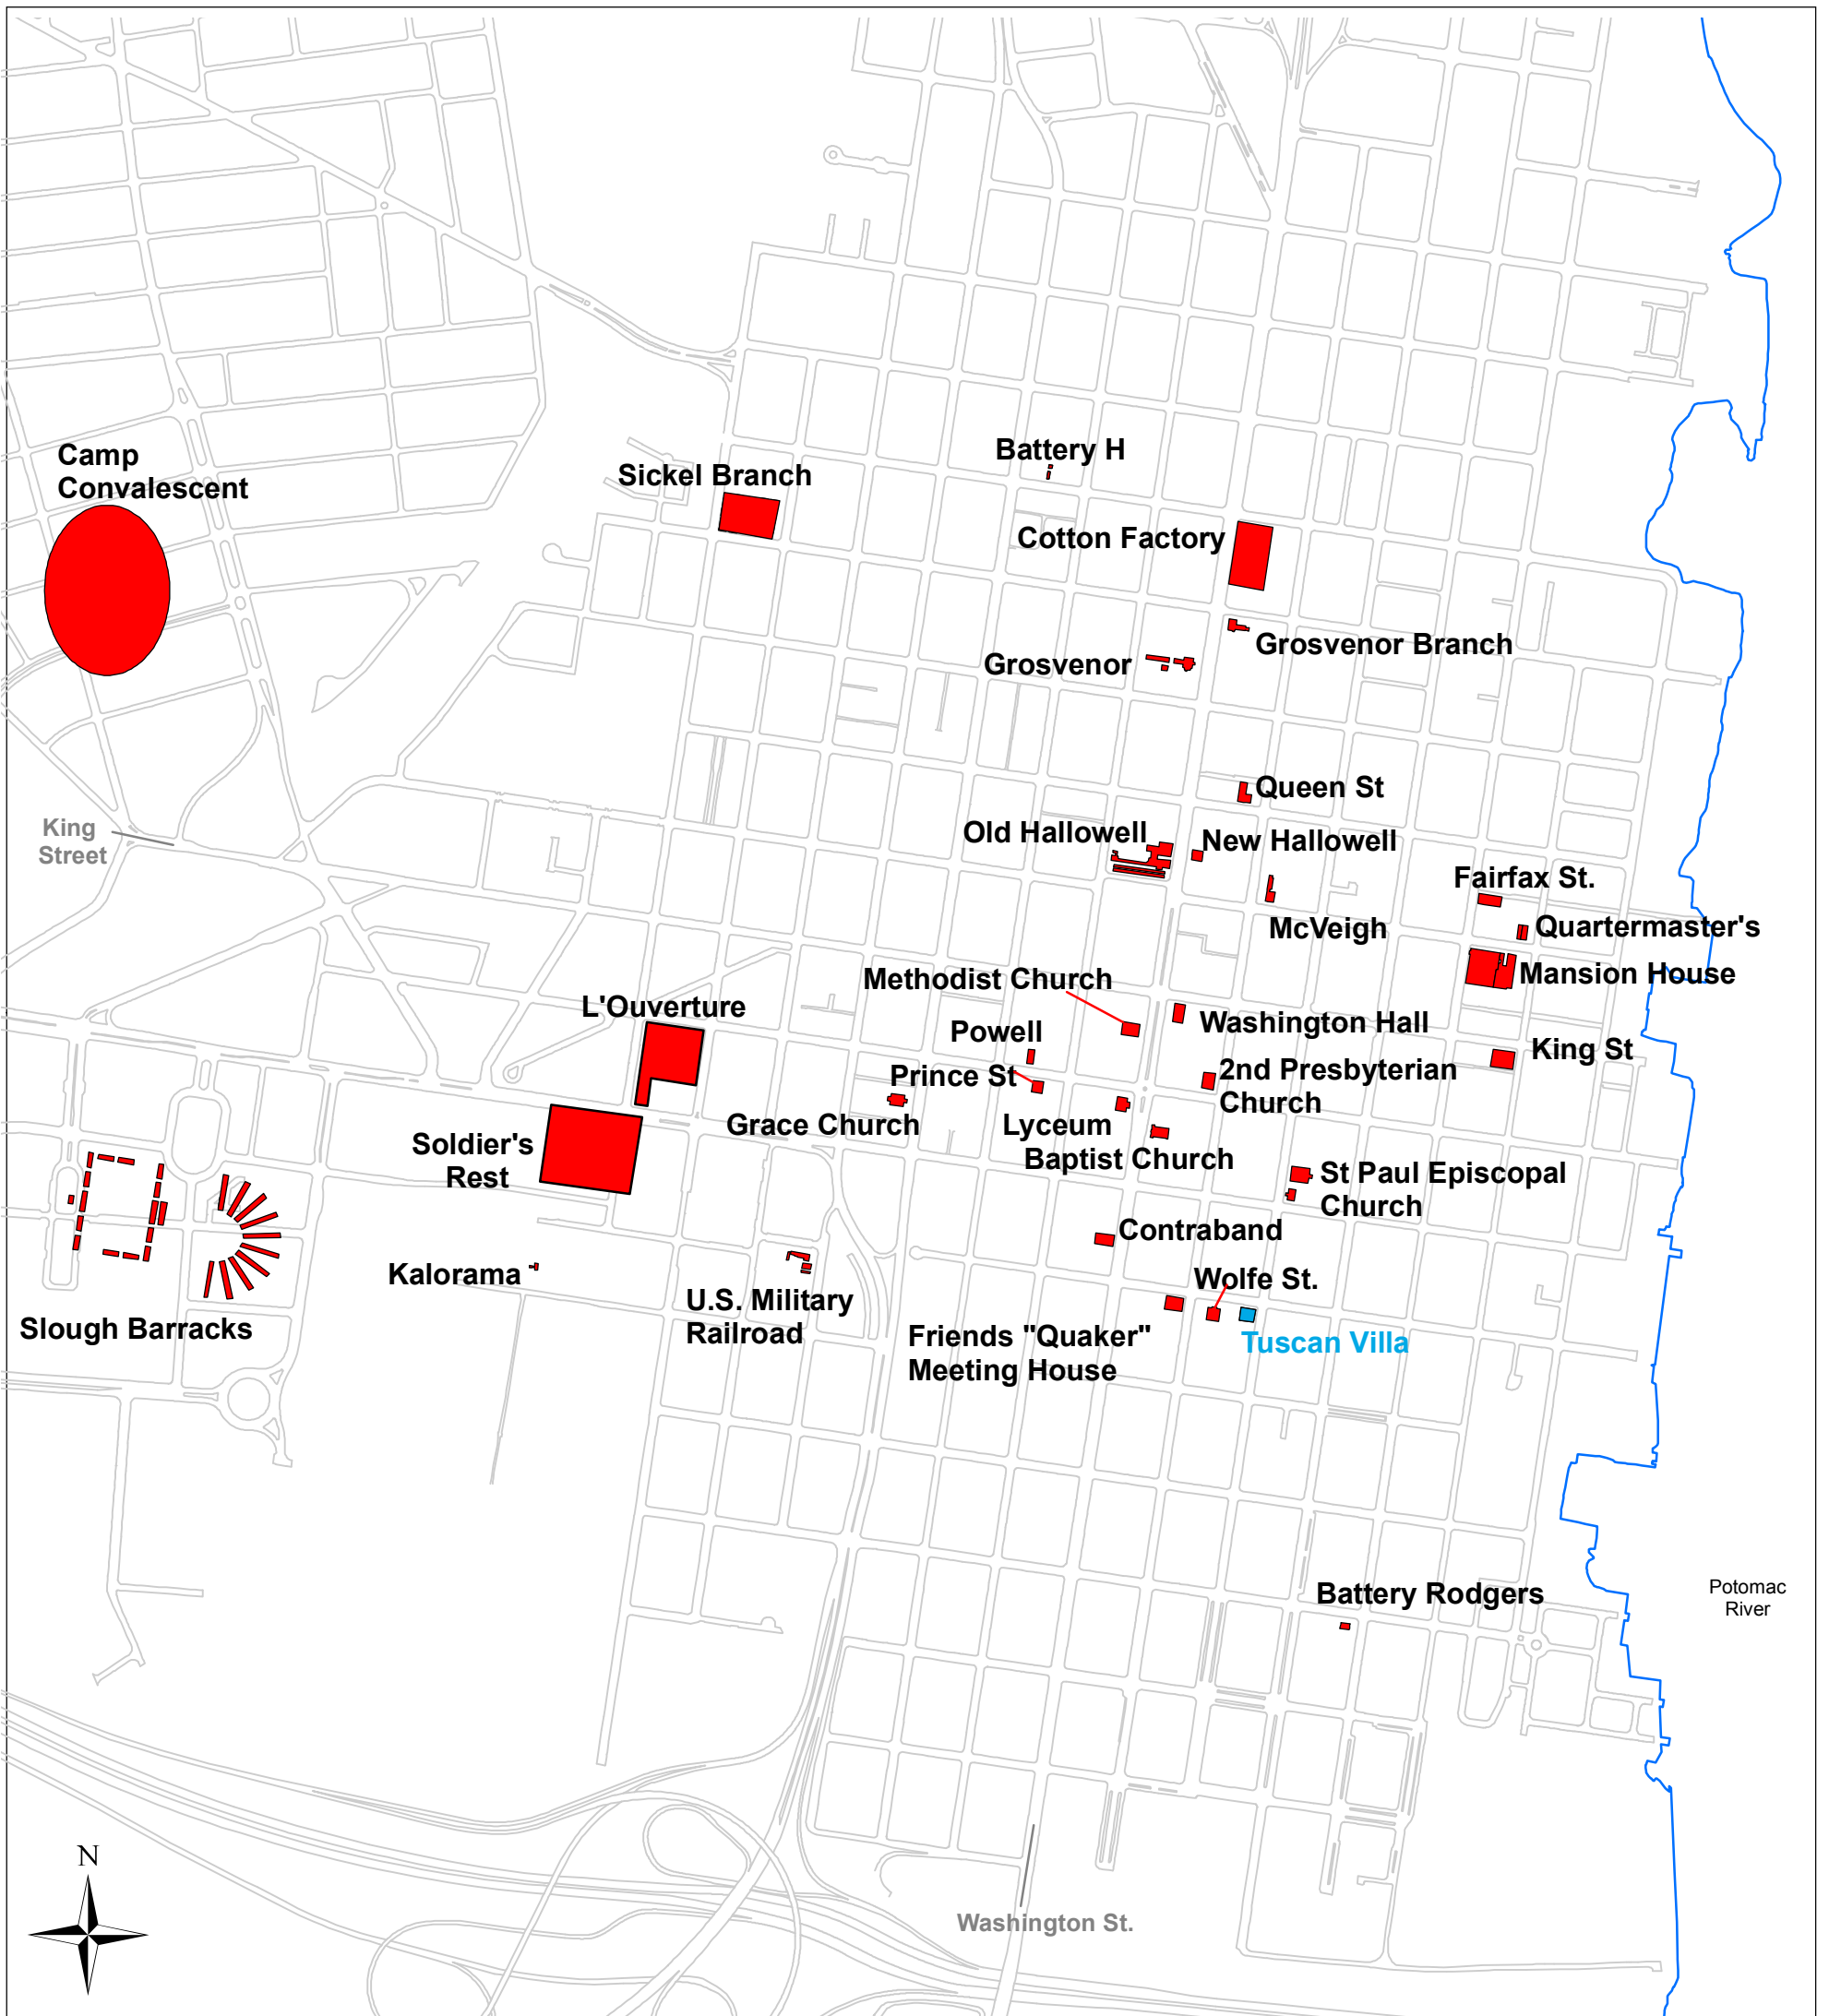 Camp
Convalescent
Sickel Branch
Battery H
Cotton Factory
Grosvenor Branch
Grosvenor
Queen St
King
Street
Old Hallowell
New Hallowell
Fairfax St.
McVeigh
Quartermaster's
Methodist Church
Mansion House
L'Ouverture
Washington Hall
Powell
King St
Prince St
2nd Presbyterian
Church
Grace Church
Lyceum
Soldier's
Rest
Baptist Church
St Paul Episcopal
Church
Contraband
Kalorama
Wolfe St.
U.S. Military
Railroad
Slough Barracks
Friends "Quaker"
Meeting House
Tuscan Villa
Battery Rodgers
Potomac
River
N
Washington St.